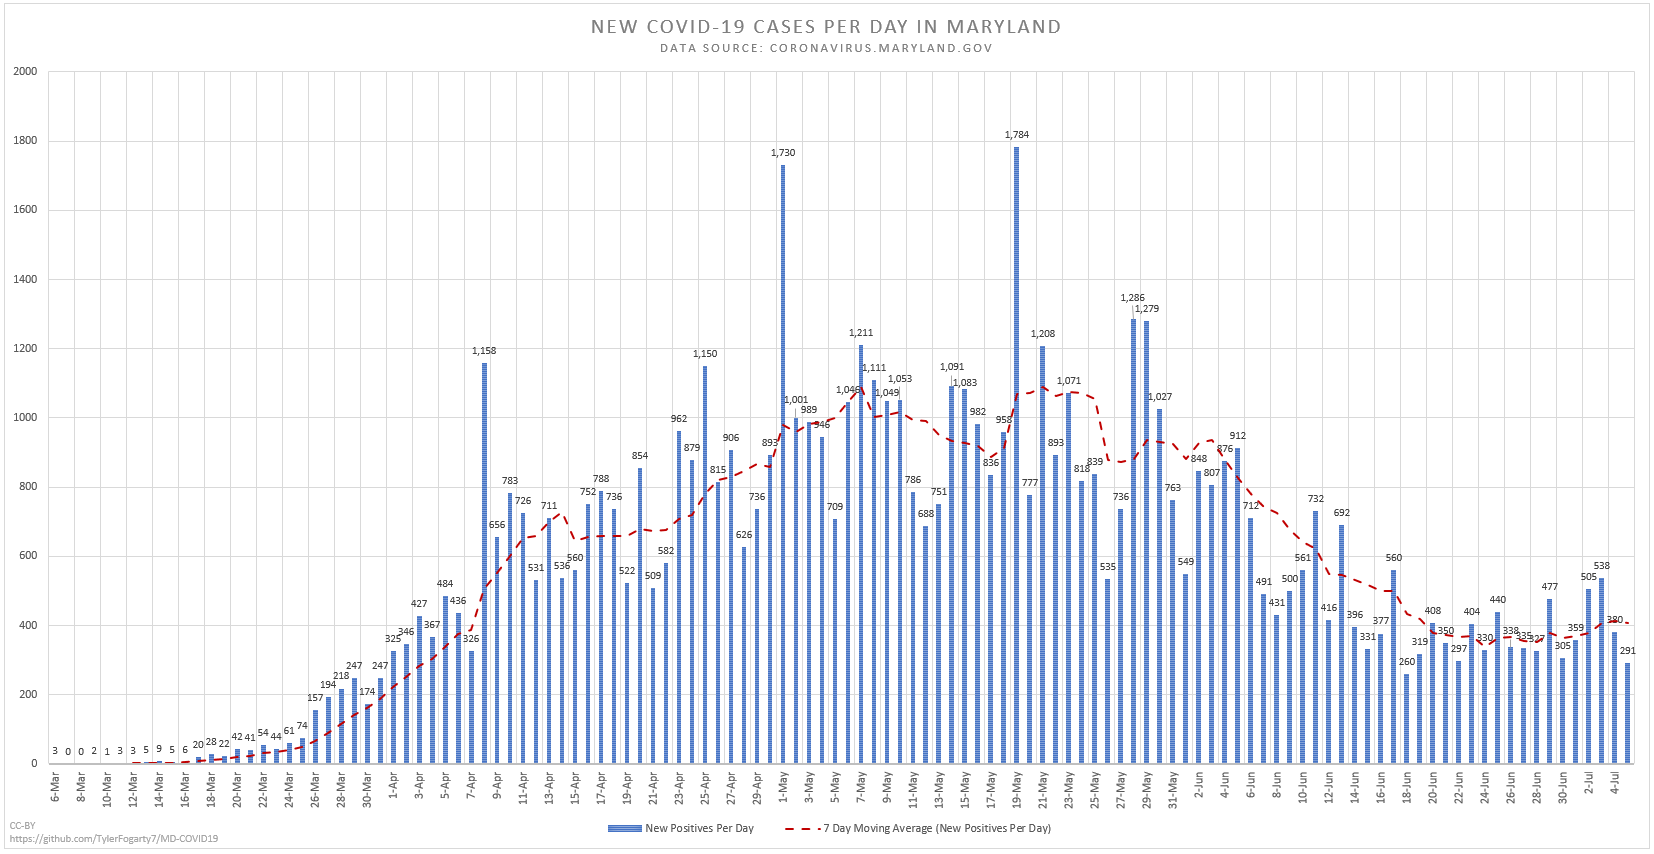 NEW COVID-19 CASES PER DAY IN MARYLAND
DATA SOURCE: CORONAVIRUS.MARYLAND.GOV
2000
1800
1600
1400
1200
1000
800
600
400
200
0
3 0 0 2 1 3 3 5 9 5 6 20 28 22 42 41 54 44 61 74 157 194 218 247 174 247 325 346 427 367 484 436 326 1,158 656 783 726 531 711 536 560 752 788 736 522 854 509 582 962 879 1,150 815 906 626 736 893 1,730 1,001 989 946 709 1,046 1,211 1,111 1,049 1,053 786 688 751 1,091 1,083 982 836 958 1,784 777 1,208 893 1,071 818 839 535 736 1,286 1,279 1,027 763 549 848 807 876 912 712 491 431 500 561 732 416 692 396 331 377 560 260 319 408 350 297 404 330 440 338 335 327 477 305 359 505 538 380 291
6-Mar 8-Mar 10-Mar 12-Mar 14-Mar 16-Mar 18-Mar 20-Mar 22-Mar 24-Mar 26-Mar 28-Mar 30-Mar 1-Apr 3-Apr 5-Apr 7-Apr 9-Apr 11-Apr 13-Apr 15-Apr 17-Apr 19-Apr 21-Apr 23-Apr 25-Apr 27-Apr 29-Apr 1-May 3-May 5-May 7-May 9-May 11-May 13-May 15-May 17-May 19-May 21-May 23-May 25-May 27-May 29-May 31-May 2-Jun 4-Jun 6-Jun 8-Jun 10-Jun 12-Jun 14-Jun 16-Jun 18-Jun 20-Jun 22-Jun 24-Jun 26-Jun 28-Jun 30-Jun 2-Jul 4-Jul
New Positives Per Day
7 Day Moving Average (New Positives Per Day)
CC-BY
https://github.com/TylerFogarty7/MD-COVID19